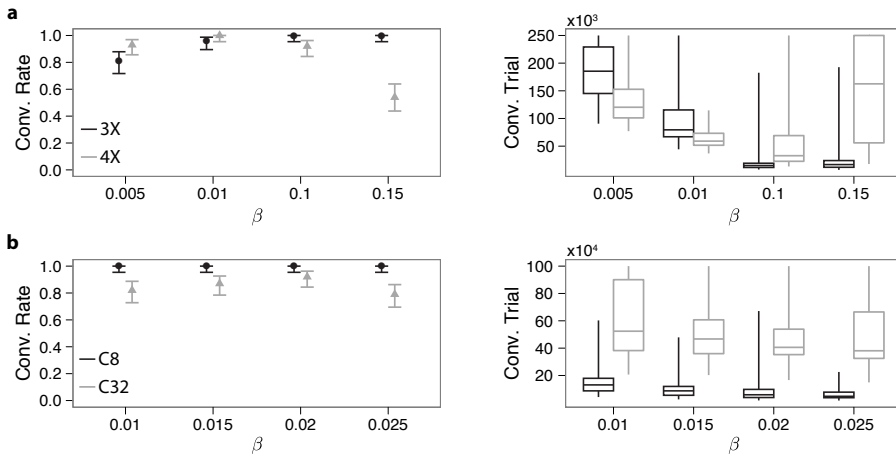 a
Conv. Rate
1.0
0.8
0.6
0.4
0.2
0.0
3X
4X
0.005 0.01 0.1 0.15
β
x10³
Conv. Trial
250
200
150
100
50
0.005 0.01 0.1 0.15
β
b
Conv. Rate
1.0
0.8
0.6
0.4
0.2
0.0
C8
C32
0.01 0.015 0.02 0.025
β
x10⁴
Conv. Trial
100
80
60
40
20
0.01 0.015 0.02 0.025
β